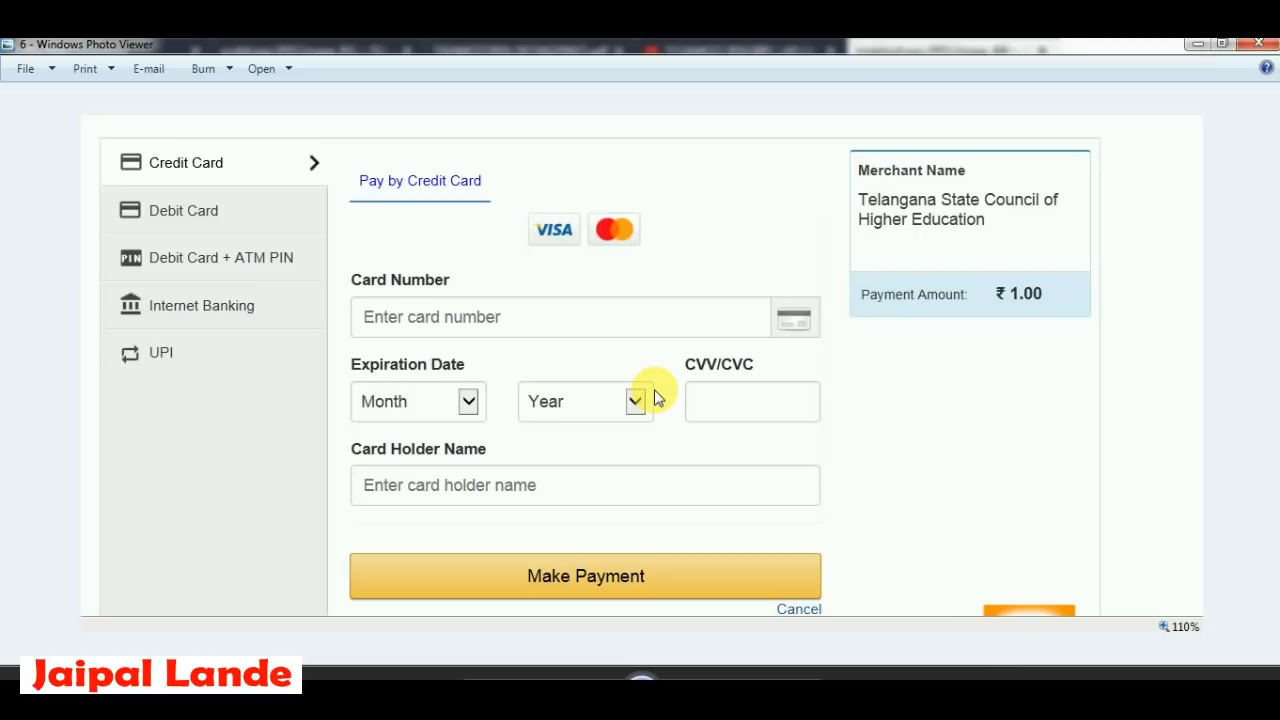 6 - Windows Photo Viewer
File Print E-mail Burn Open
Credit Card
Debit Card
Debit Card + ATM PIN
Internet Banking
UPI
Pay by Credit Card
VISA
Card Number
Enter card number
Expiration Date
CVV/CVC
Month
Year
Card Holder Name
Enter card holder name
Make Payment
Cancel
Merchant Name
Telangana State Council of
Higher Education
Payment Amount: ₹ 1.00
110%
Jaipal Lande